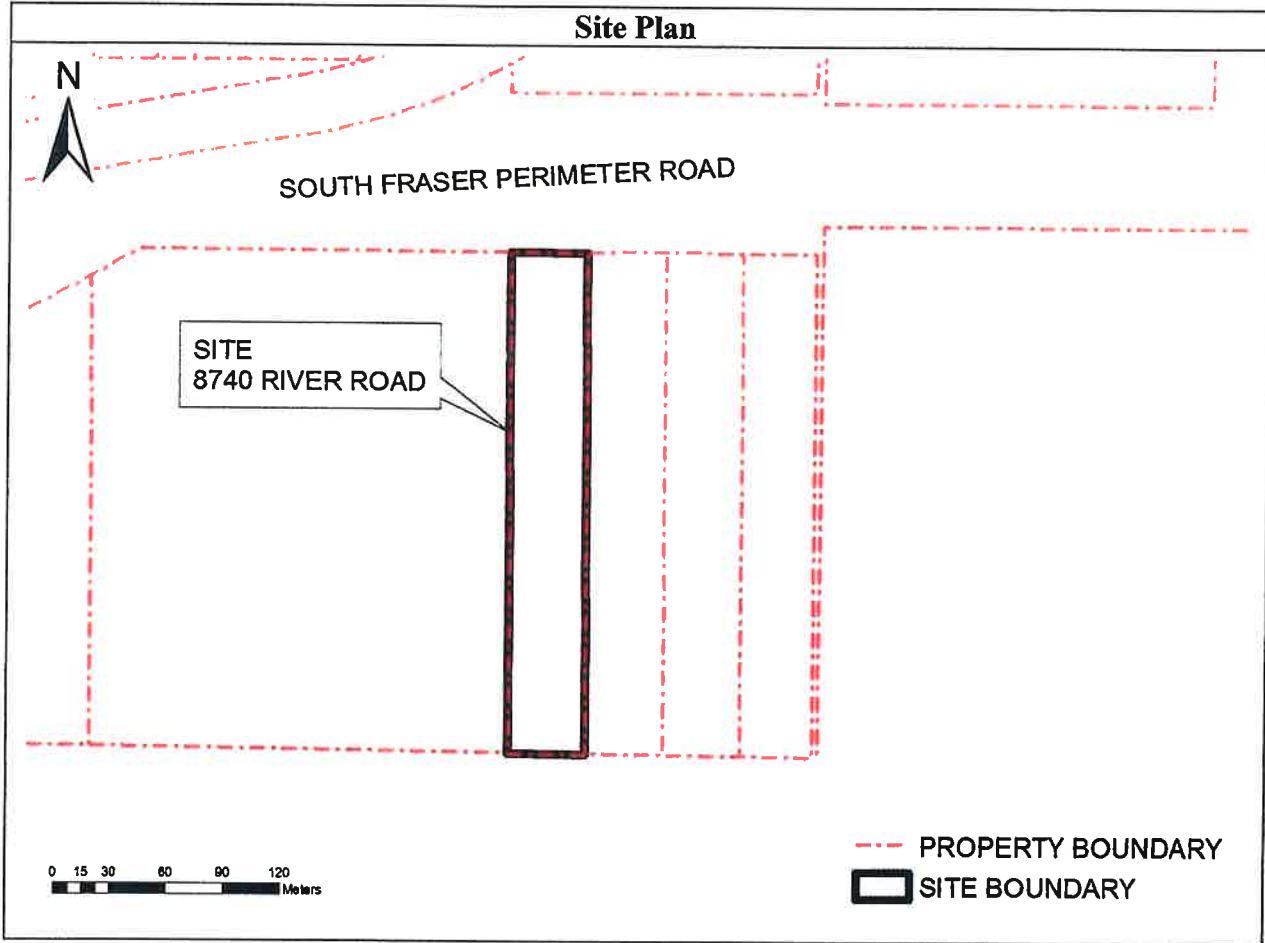 Site Plan
N
SOUTH FRASER PERIMETER ROAD
SITE
8740 RIVER ROAD
0 15 30 60 90 120
Meters
PROPERTY BOUNDARY
SITE BOUNDARY